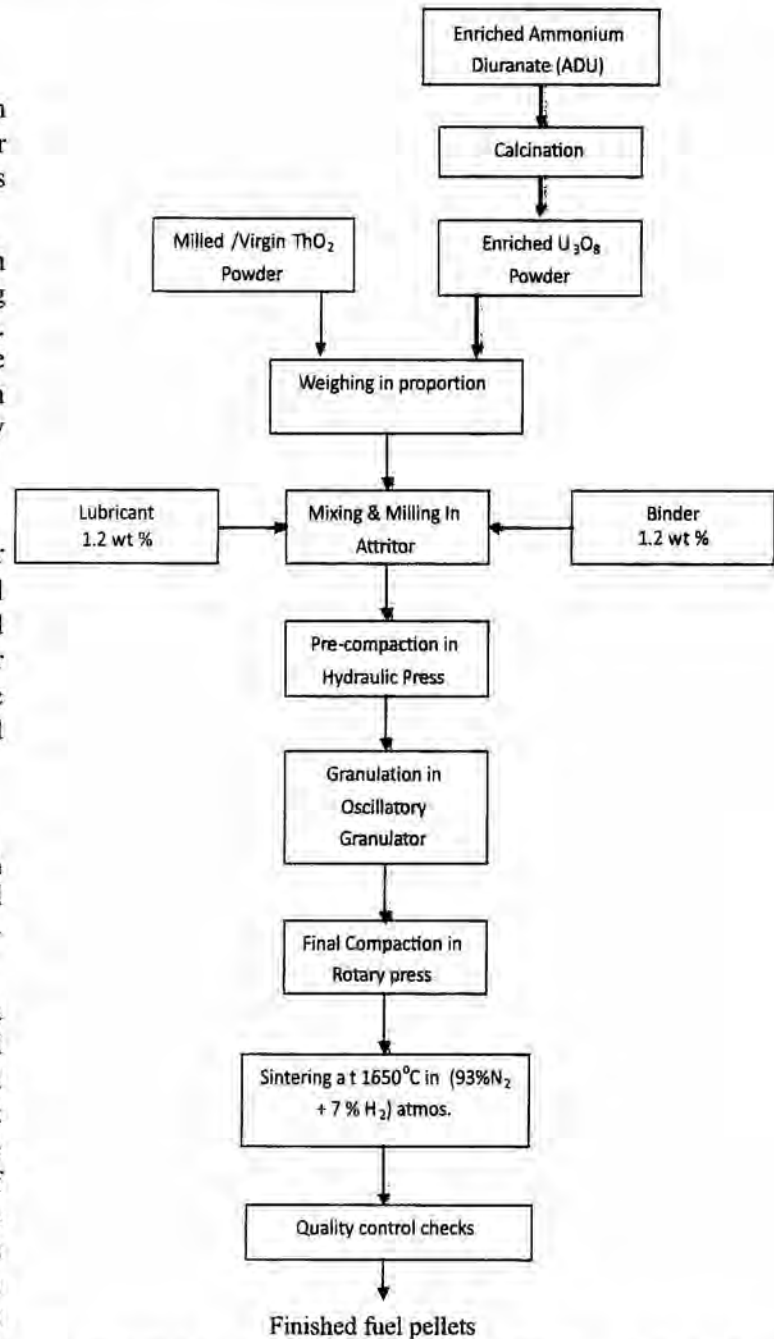 Enriched Ammonium
Diuranate (ADU)
Calcination
Milled /Virgin ThO₂
Powder
Enriched U₃O₈
Powder
Weighing in proportion
Lubricant
1.2 wt %
Mixing & Milling In
Attritor
Binder
1.2 wt %
Pre-compaction in
Hydraulic Press
Granulation in
Oscillatory
Granulator
Final Compaction in
Rotary press
Sintering a t 1650°C in (93%N₂
+ 7 % H₂) atmos.
Quality control checks
Finished fuel pellets